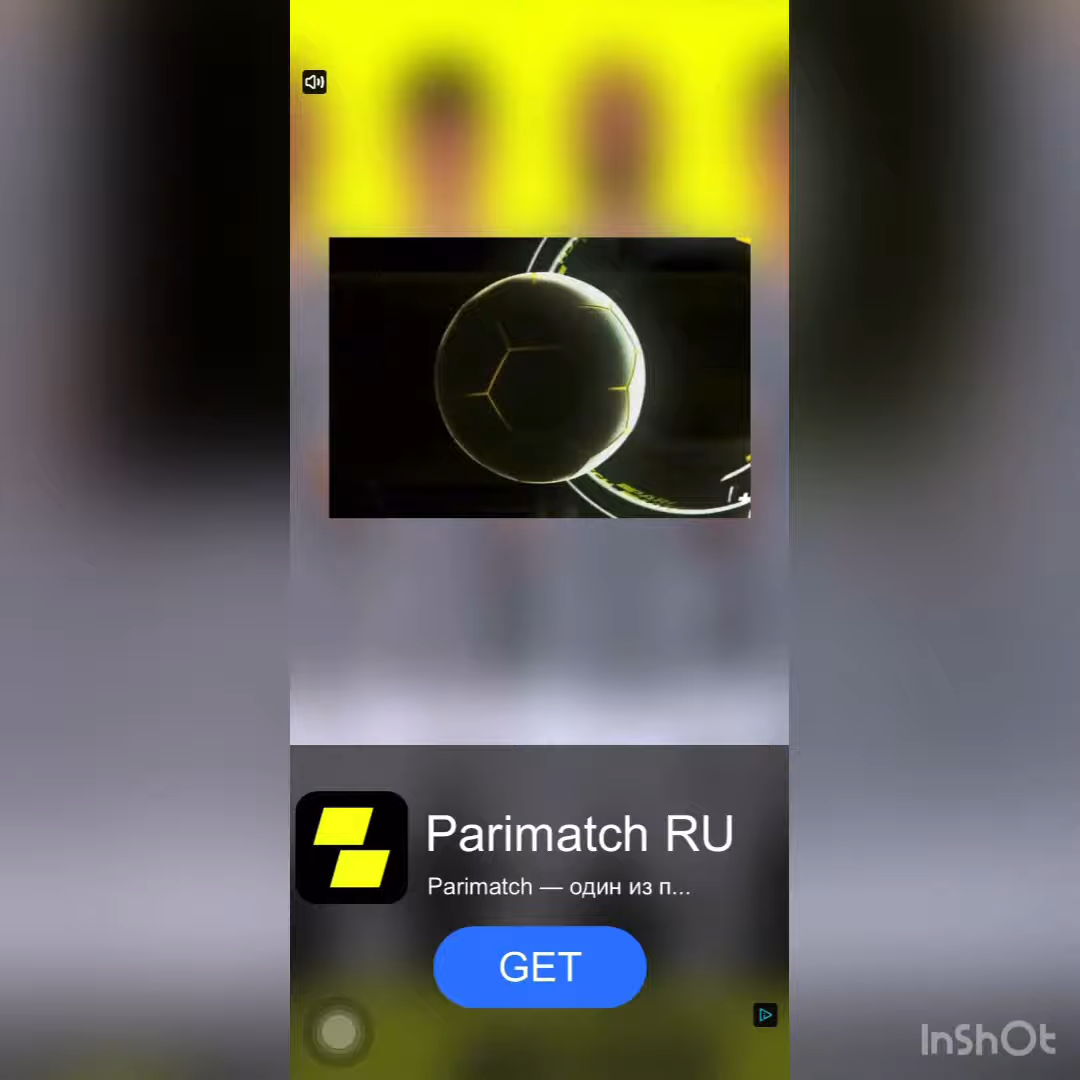 Parimatch RU
Parimatch — один из п...
GET
InShOt